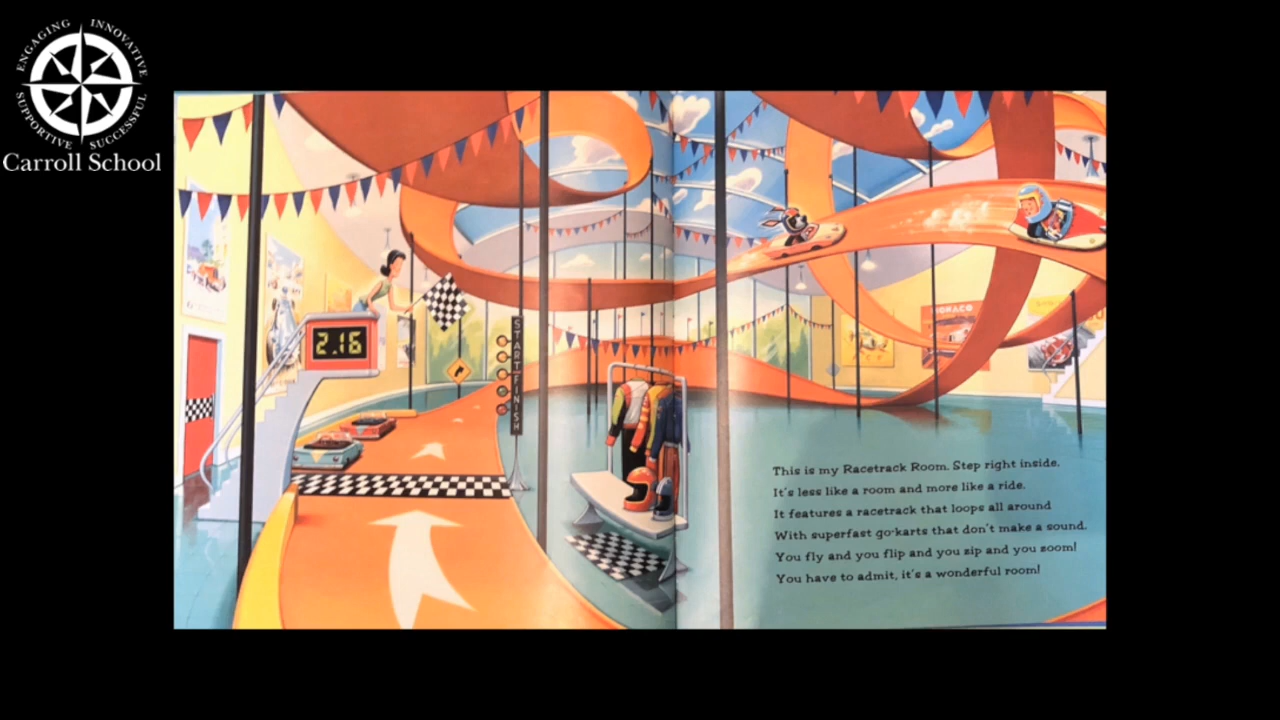 ENGAGING INNOVATIVE
SUPPORTIVE SUCCESSFUL
Carroll School
2.16
START FINISH
MONACO
This is my Racetrack Room. Step right inside.
It's less like a room and more like a ride.
It features a racetrack that loops all around
With superfast go-karts that don't make a sound.
You fly and you flip and you zip and you zoom!
You have to admit, it's a wonderful room!